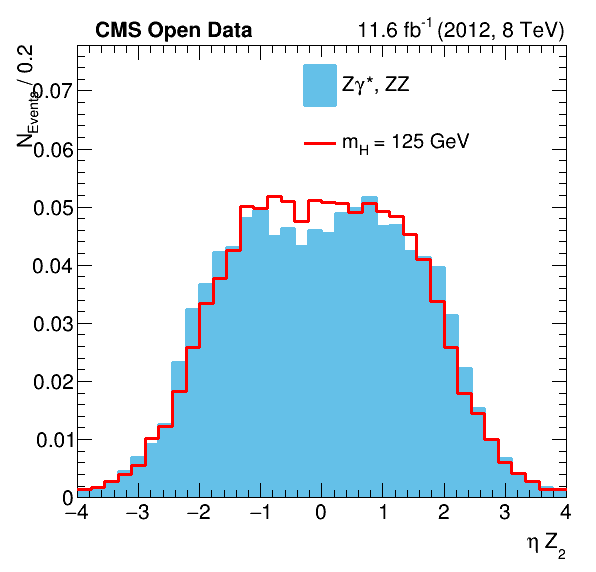 CMS Open Data 11.6 fb⁻¹ (2012, 8 TeV)
N_Events / 0.2
Zγ*, ZZ
m_H = 125 GeV
0.07
0.06
0.05
0.04
0.03
0.02
0.01
0
−4 −3 −2 −1 0 1 2 3 4
η Z₂